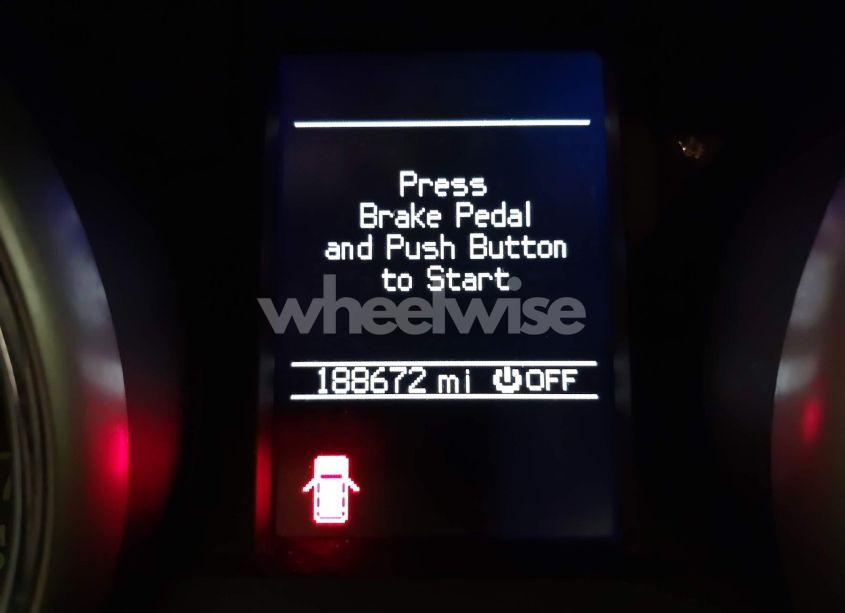 Press
Brake Pedal
and Push Button
to Start
wheelwise
188672 mi OFF